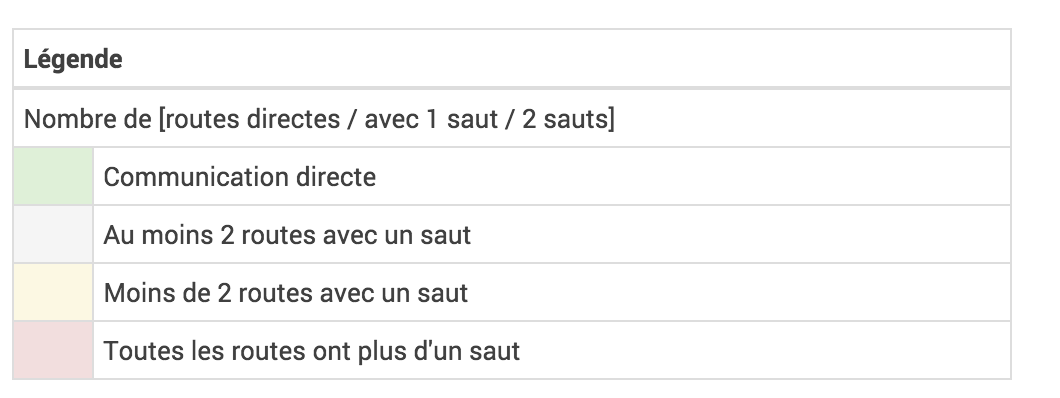 Légende
Nombre de [routes directes / avec 1 saut / 2 sauts]
Communication directe
Au moins 2 routes avec un saut
Moins de 2 routes avec un saut
Toutes les routes ont plus d'un saut